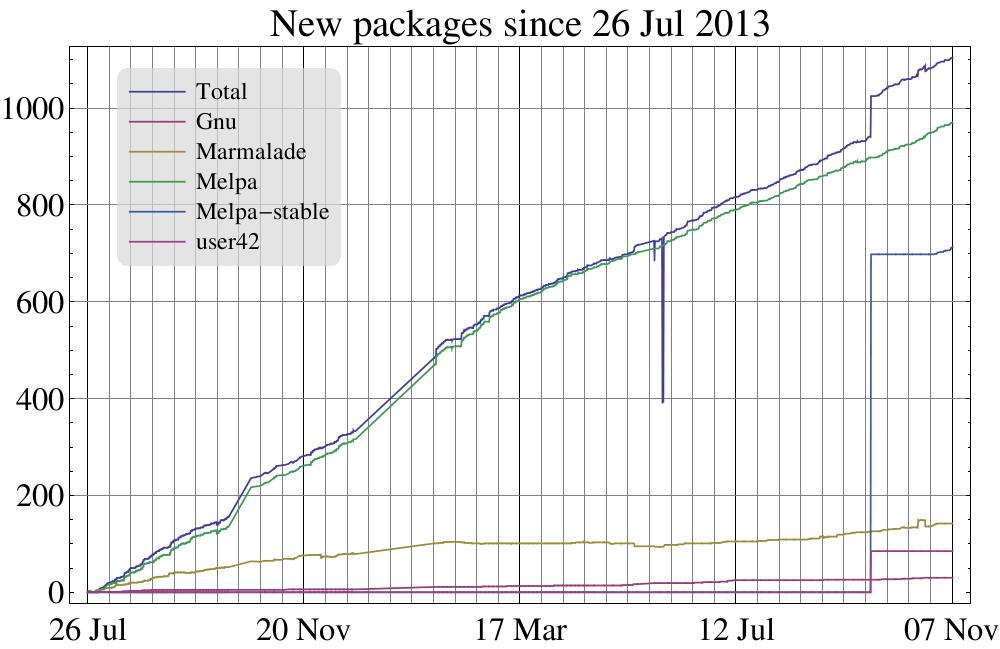 New packages since 26 Jul 2013
1000
800
600
400
200
0
Total
Gnu
Marmalade
Melpa
Melpa−stable
user42
26 Jul
20 Nov
17 Mar
12 Jul
07 Nov